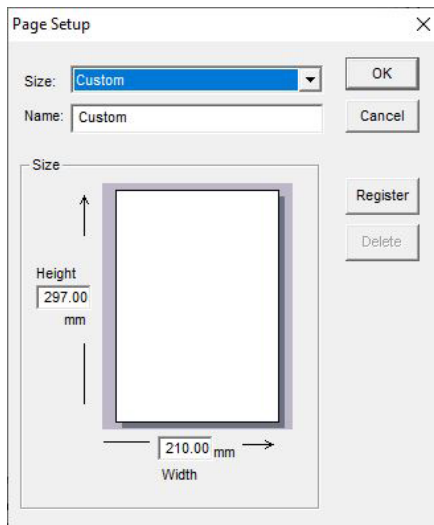 Page Setup
Size: Custom
OK
Name: Custom
Cancel
Size
Register
Delete
Height
297.00
mm
210.00 mm
Width